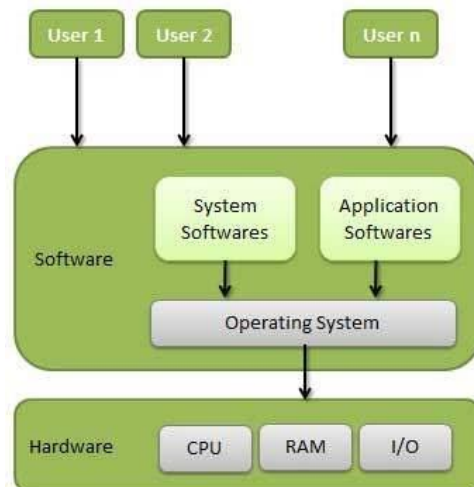 User 1
User 2
User n
System
Softwares
Application
Softwares
Software
Operating System
Hardware
CPU
RAM
I/O